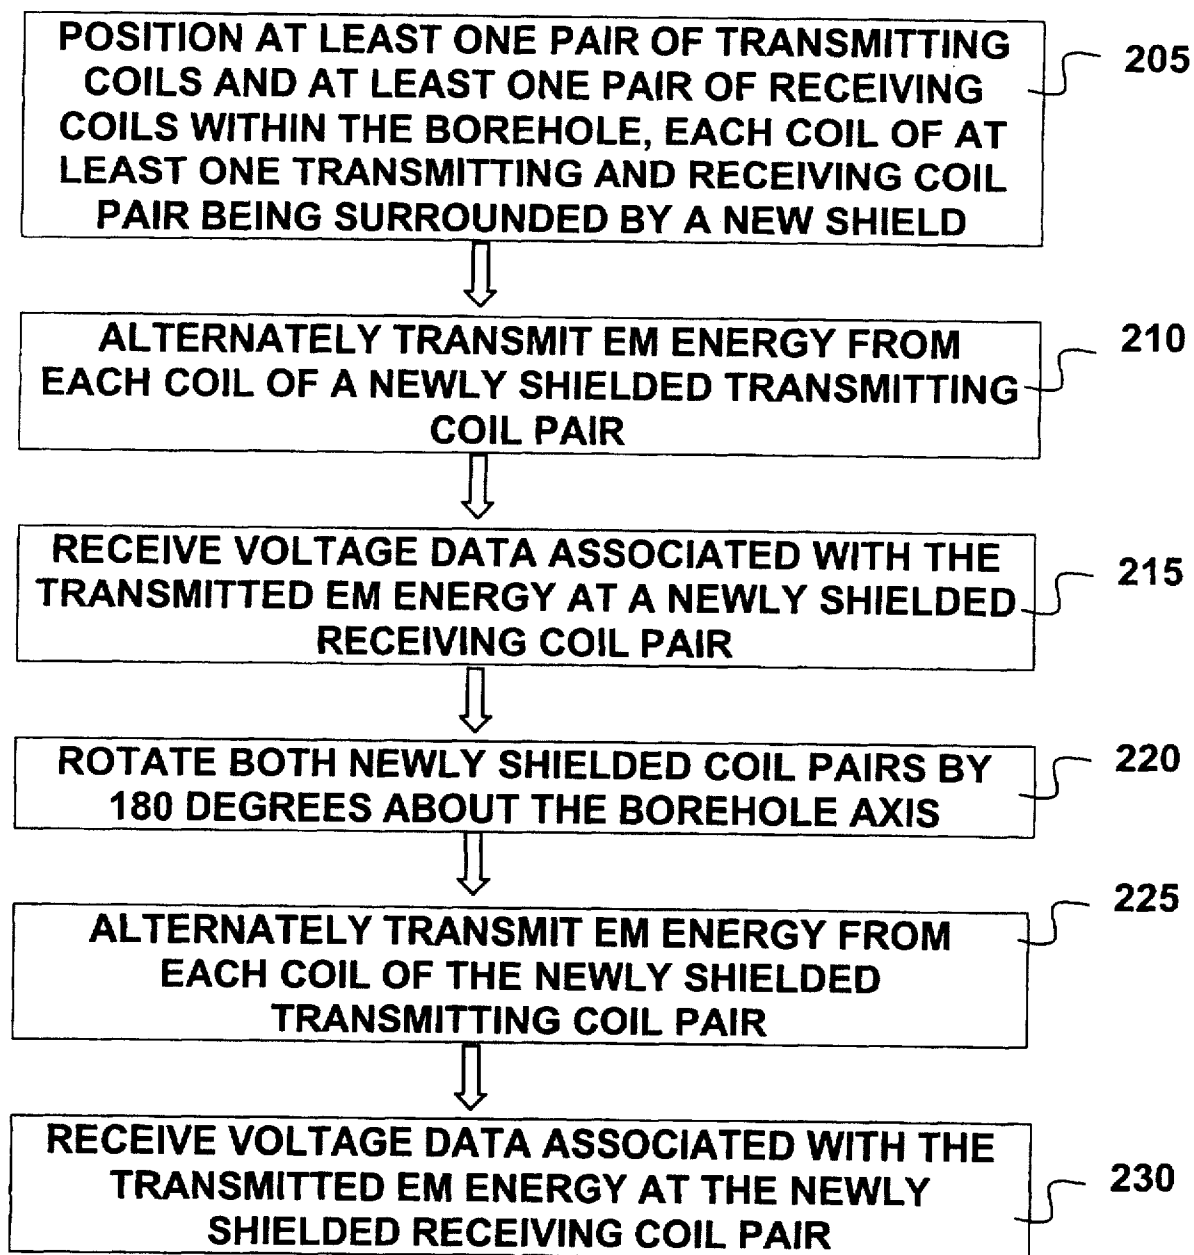 POSITION AT LEAST ONE PAIR OF TRANSMITTING
COILS AND AT LEAST ONE PAIR OF RECEIVING
COILS WITHIN THE BOREHOLE, EACH COIL OF AT
LEAST ONE TRANSMITTING AND RECEIVING COIL
PAIR BEING SURROUNDED BY A NEW SHIELD
205
ALTERNATELY TRANSMIT EM ENERGY FROM
EACH COIL OF A NEWLY SHIELDED TRANSMITTING
COIL PAIR
210
RECEIVE VOLTAGE DATA ASSOCIATED WITH THE
TRANSMITTED EM ENERGY AT A NEWLY SHIELDED
RECEIVING COIL PAIR
215
ROTATE BOTH NEWLY SHIELDED COIL PAIRS BY
180 DEGREES ABOUT THE BOREHOLE AXIS
220
ALTERNATELY TRANSMIT EM ENERGY FROM
EACH COIL OF THE NEWLY SHIELDED
TRANSMITTING COIL PAIR
225
RECEIVE VOLTAGE DATA ASSOCIATED WITH THE
TRANSMITTED EM ENERGY AT THE NEWLY
SHIELDED RECEIVING COIL PAIR
230